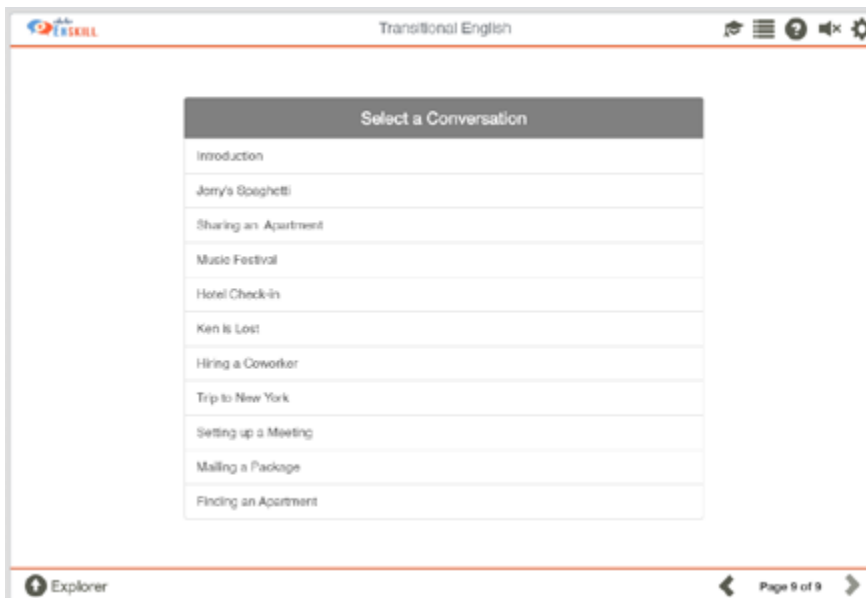 ENSKILL
Transitional English
Select a Conversation
Introduction
Jerry's Spaghetti
Sharing an Apartment
Music Festival
Hotel Check-in
Ken is Lost
Hiring a Coworker
Trip to New York
Setting up a Meeting
Mailing a Package
Finding an Apartment
Explorer
Page 9 of 9